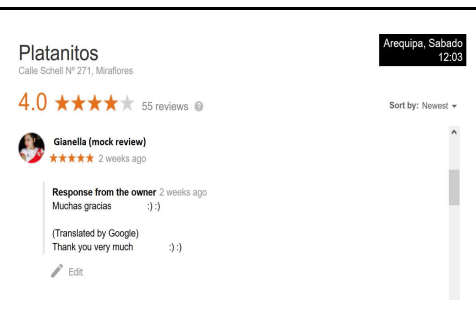 Platanitos
Calle Schell Nº 271, Miraflores
Arequipa, Sabado
12:03
4.0 ★★★★★ 55 reviews ?
Sort by: Newest
Gianella (mock review)
★★★★★ 2 weeks ago
Response from the owner 2 weeks ago
Muchas gracias :) :)
(Translated by Google)
Thank you very much :) :)
Edit